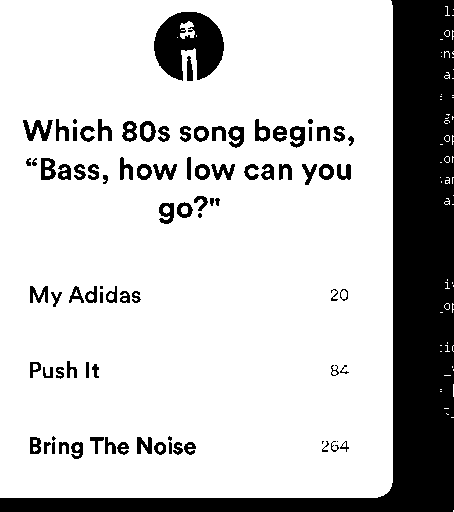 Which 80s song begins,
“Bass, how low can you
go?"
My Adidas 20
Push It 84
Bring The Noise 264